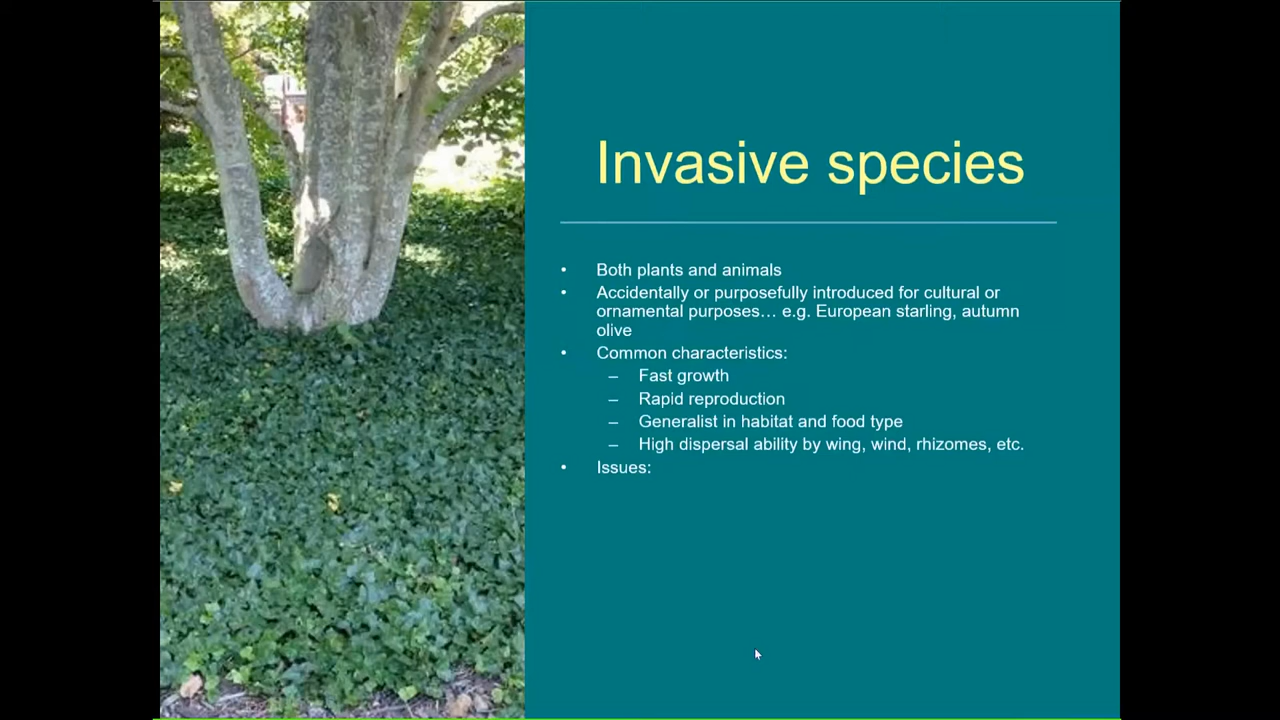 Invasive species
• Both plants and animals
• Accidentally or purposefully introduced for cultural or
ornamental purposes… e.g. European starling, autumn
olive
• Common characteristics:
– Fast growth
– Rapid reproduction
– Generalist in habitat and food type
– High dispersal ability by wing, wind, rhizomes, etc.
• Issues: